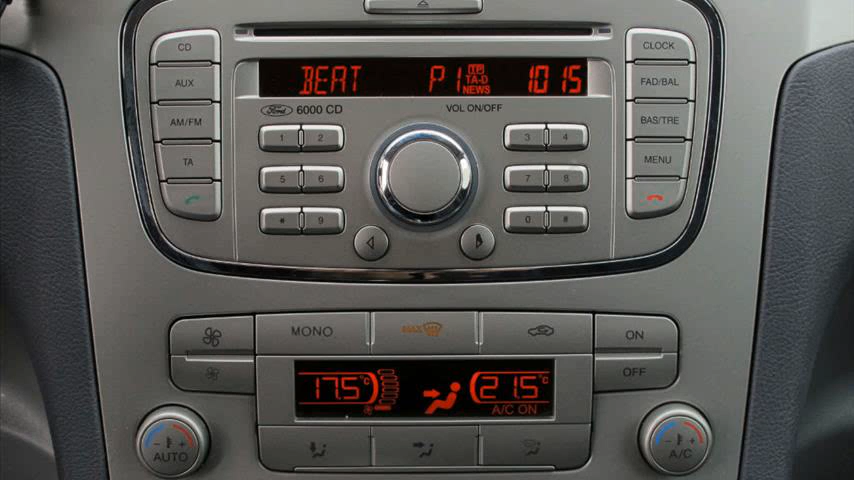 CD
CLOCK
AUX
FAD/BAL
AM/FM
BAS/TRE
TA
MENU
BEAT P1 TP TA-D NEWS 1015
Ford 6000 CD
VOL ON/OFF
1 2 3 4
5 6 7 8
* 9 0 #
MONO
MAX
ON
OFF
17.5°C
21.5°C
A/C ON
AUTO
A/C